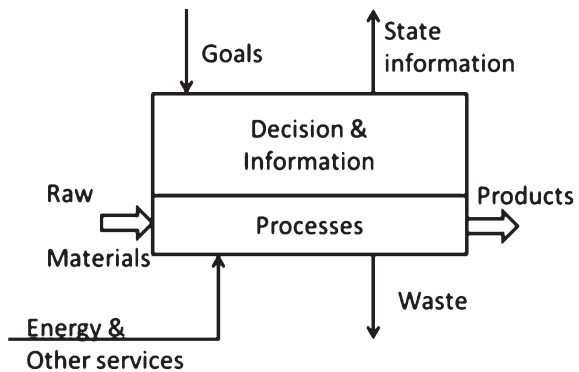 Goals
State
information
Decision &
Information
Raw
Materials
Processes
Products
Energy &
Other services
Waste